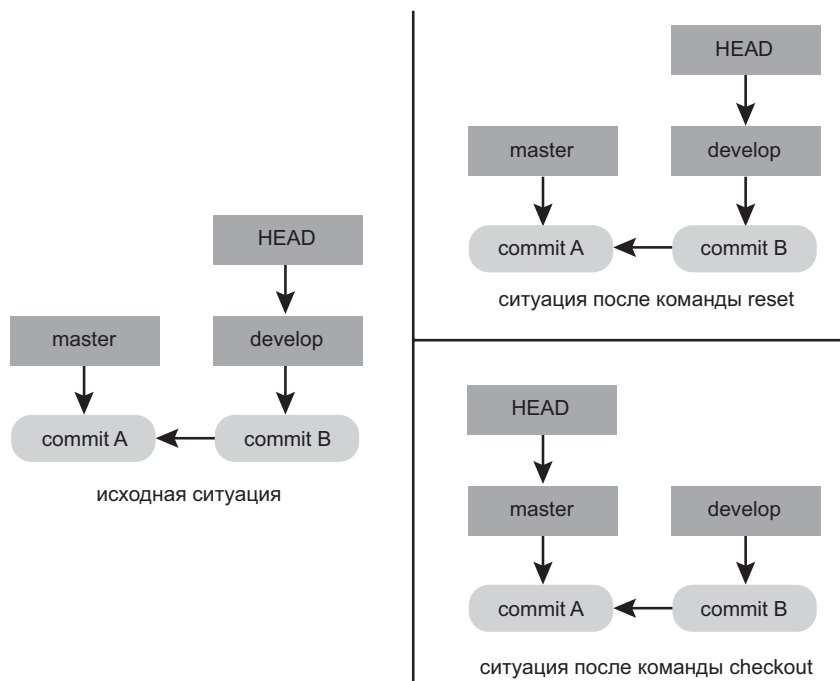 HEAD
master
develop
commit A
commit B
исходная ситуация
HEAD
master
develop
commit A
commit B
ситуация после команды reset
HEAD
master
develop
commit A
commit B
ситуация после команды checkout